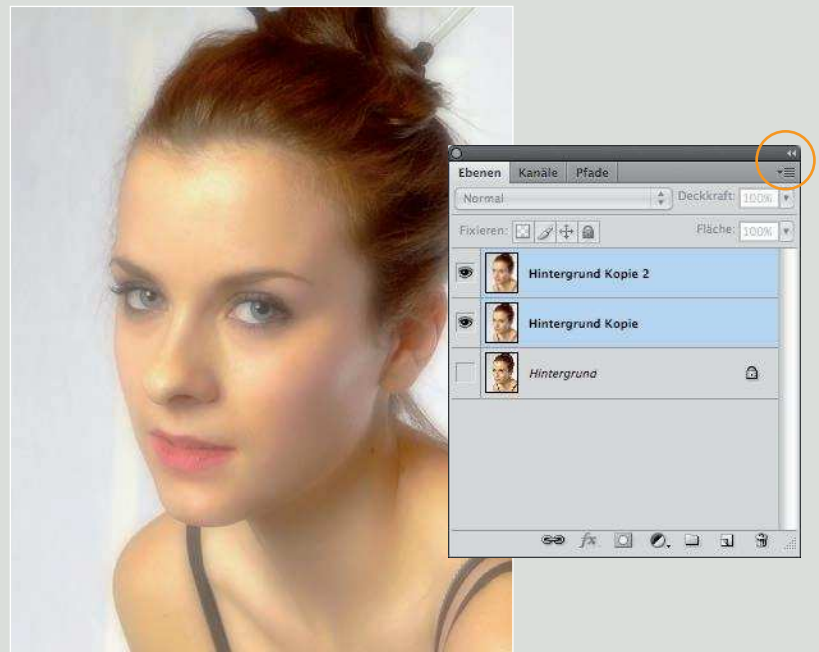 Ebenen Kanäle Pfade
Normal Deckkraft: 100%
Fixieren: Fläche: 100%
Hintergrund Kopie 2
Hintergrund Kopie
Hintergrund
fx